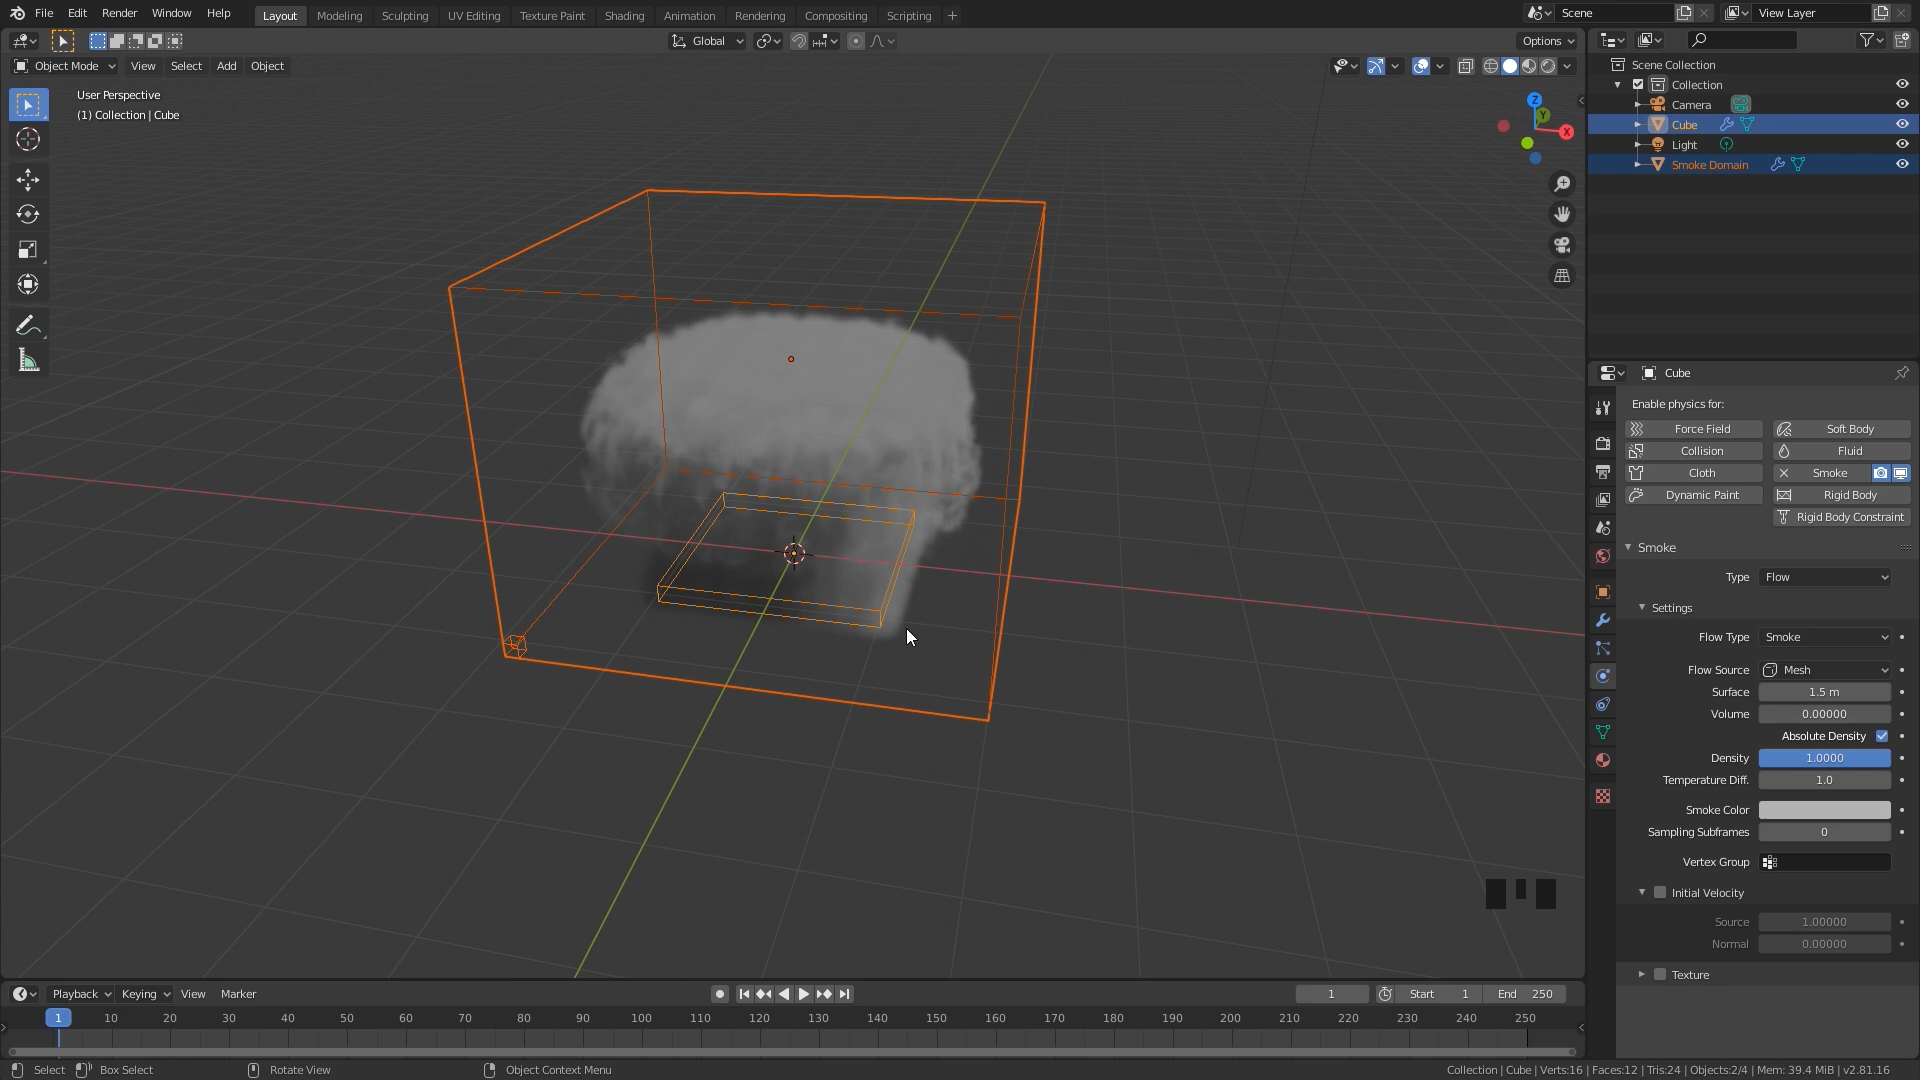 File Edit Render Window Help Layout Modeling Sculpting UV Editing Texture Paint Shading Animation Rendering Compositing Scripting + Scene View Layer
Global Options
Object Mode View Select Add Object
User Perspective
(1) Collection | Cube
Z
Y
X
Scene Collection
Collection
Camera
Cube
Light
Smoke Domain
Cube
Enable physics for:
Force Field Soft Body
Collision Fluid
Cloth Smoke
Dynamic Paint Rigid Body
Rigid Body Constraint
Smoke
Type Flow
Settings
Flow Type Smoke
Flow Source Mesh
Surface 1.5 m
Volume 0.00000
Absolute Density
Density 1.0000
Temperature Diff. 1.0
Smoke Color
Sampling Subframes 0
Vertex Group
Initial Velocity
Source 1.00000
Normal 0.00000
Texture
Playback Keying View Marker 1 Start 1 End 250
1 10 20 30 40 50 60 70 80 90 100 110 120 130 140 150 160 170 180 190 200 210 220 230 240 250
Select Box Select Rotate View Object Context Menu Collection | Cube | Verts:16 | Faces:12 | Tris:24 | Objects:2/4 | Mem: 39.4 MiB | v2.81.16